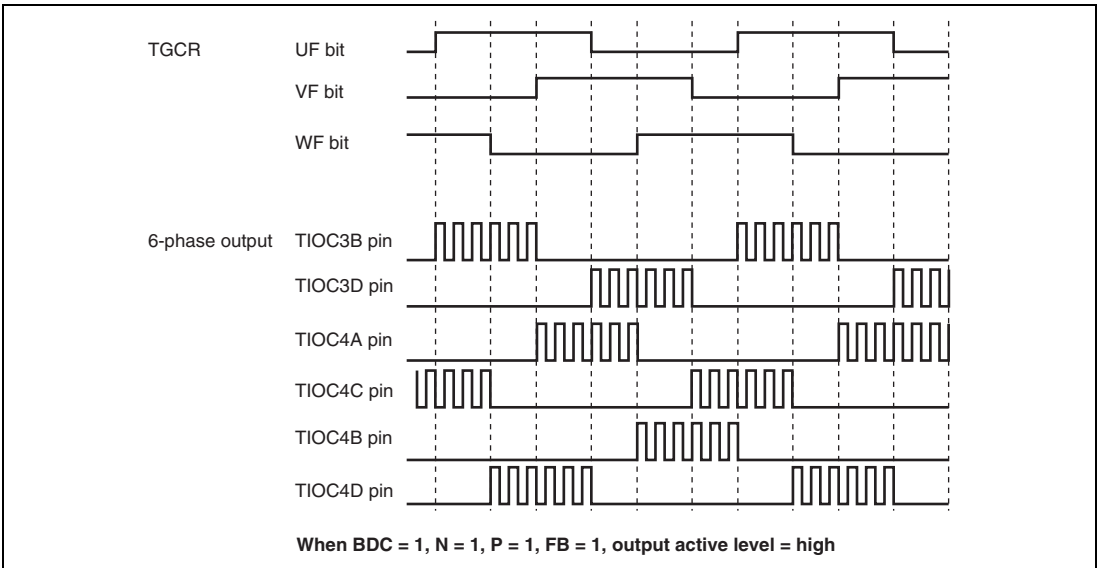 TGCR UF bit
VF bit
WF bit
6-phase output TIOC3B pin
TIOC3D pin
TIOC4A pin
TIOC4C pin
TIOC4B pin
TIOC4D pin
When BDC = 1, N = 1, P = 1, FB = 1, output active level = high